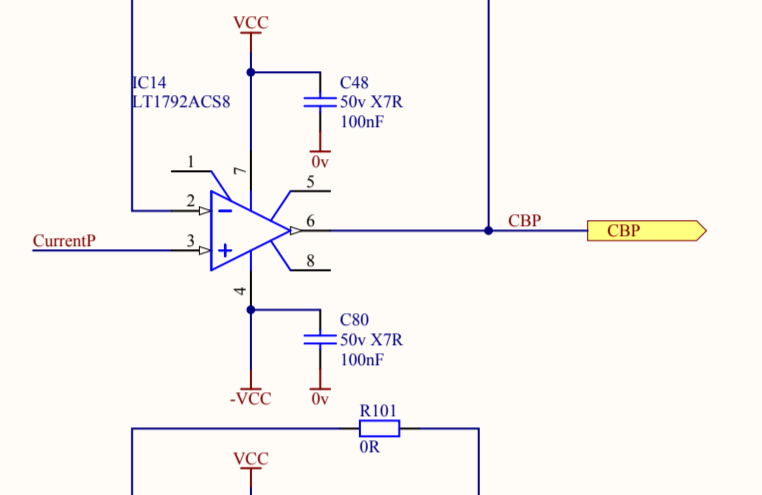 VCC
IC14
LT1792ACS8
C48
50v X7R
100nF
0v
7
1
5
2
6
CBP
CBP
CurrentP
3
8
4
C80
50v X7R
100nF
-VCC
0v
R101
0R
VCC